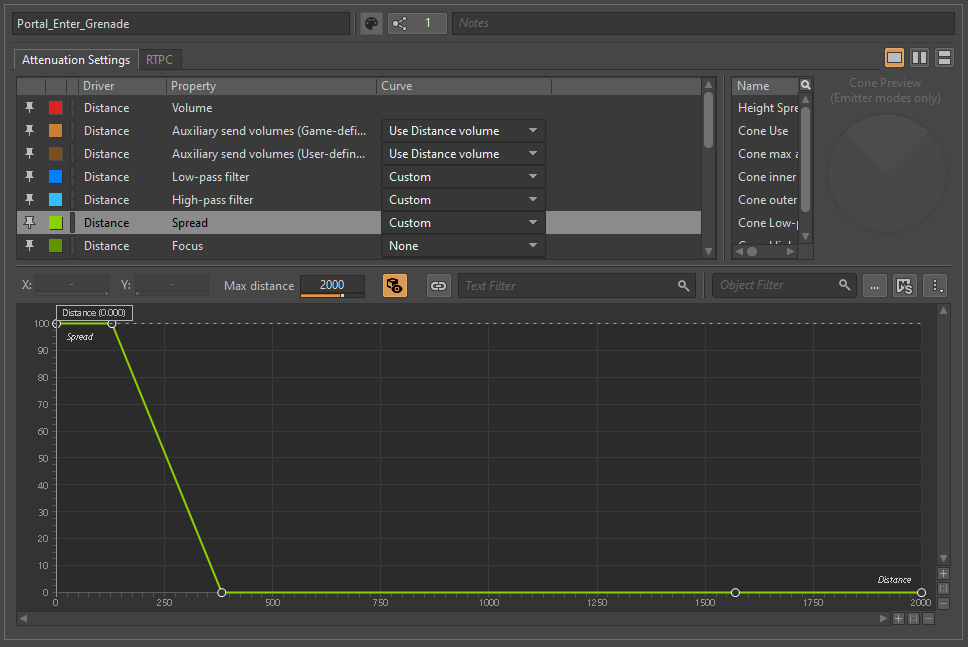 Portal_Enter_Grenade 1 Notes
Attenuation Settings RTPC
Driver Property Curve Name Cone Preview
(Emitter modes only)
Distance Volume Height Spre
Distance Auxiliary send volumes (Game-defi... Use Distance volume Cone Use
Distance Auxiliary send volumes (User-defin... Use Distance volume Cone max a
Distance Low-pass filter Custom Cone inner
Distance High-pass filter Custom Cone outer
Distance Spread Custom Cone Low-p
Distance Focus None
X: - Y: - Max distance 2000 Text Filter Object Filter ... MS
Distance (0.000)
100
Spread
90
80
70
60
50
40
30
20
10
Distance
0
0 250 500 750 1000 1250 1500 1750 2000